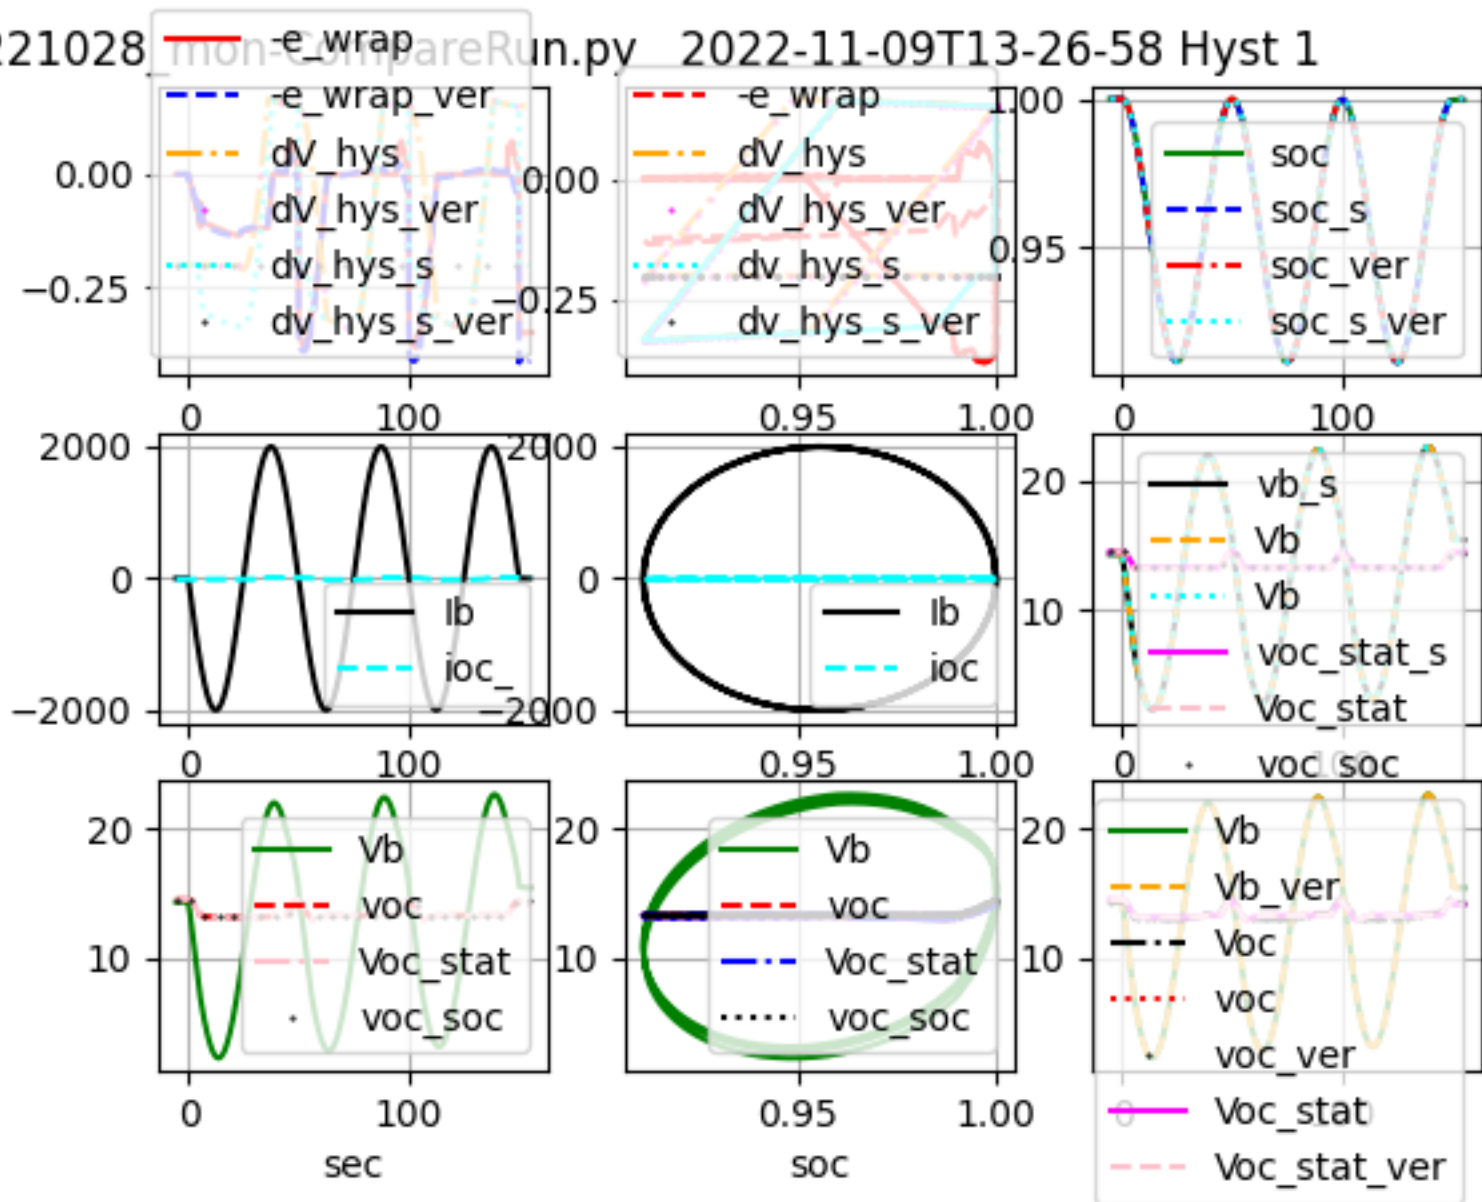 221028_mon-CompareRun.py 2022-11-09T13-26-58 Hyst 1
-e_wrap
-e_wrap_ver
dV_hys
dV_hys_ver
dv_hys_s
dv_hys_s_ver
0.00
−0.25
0 100
-e_wrap
dV_hys
dV_hys_ver
dv_hys_s
dv_hys_s_ver
0.00
−0.25
0.95 1.00
soc
soc_s
soc_ver
soc_s_ver
1.00
0.95
0 100
2000
0
−2000
Ib
ioc_
0 100
2000
0
−2000
Ib
ioc
0.95 1.00
20
10
vb_s
Vb
Vb
voc_stat_s
Voc_stat
voc_soc
0 100
20
10
Vb
voc
Voc_stat
voc_soc
0 100
sec
20
10
Vb
voc
Voc_stat
voc_soc
0.95 1.00
soc
20
10
Vb
Vb_ver
Voc
voc
voc_ver
Voc_stat
Voc_stat_ver
0 100